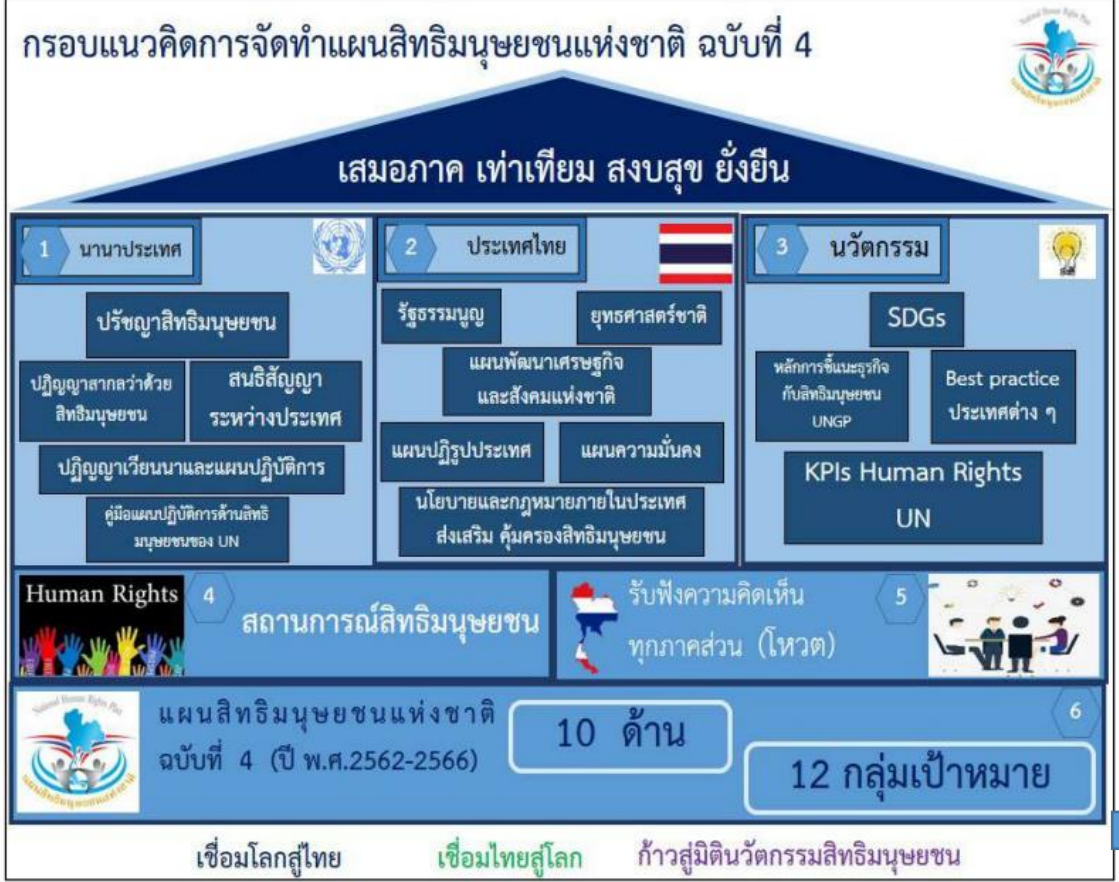 กรอบแนวคิดการจัดทำแผนสิทธิมนุษยชนแห่งชาติ ฉบับที่ 4
เสมอภาค เท่าเทียม สงบสุข ยั่งยืน
1 นานาประเทศ
ปรัชญาสิทธิมนุษยชน
ปฏิญญาสากลว่าด้วย
สิทธิมนุษยชน
สนธิสัญญา
ระหว่างประเทศ
ปฏิญญาเวียนนาและแผนปฏิบัติการ
คู่มือแผนปฏิบัติการด้านสิทธิ
มนุษยชนของ UN
2 ประเทศไทย
รัฐธรรมนูญ
ยุทธศาสตร์ชาติ
แผนพัฒนาเศรษฐกิจ
และสังคมแห่งชาติ
แผนปฏิรูปประเทศ
แผนความมั่นคง
นโยบายและกฎหมายภายในประเทศ
ส่งเสริม คุ้มครองสิทธิมนุษยชน
3 นวัตกรรม
SDGs
หลักการชี้แนะธุรกิจ
กับสิทธิมนุษยชน
UNGP
Best practice
ประเทศต่าง ๆ
KPIs Human Rights
UN
Human Rights
4
สถานการณ์สิทธิมนุษยชน
รับฟังความคิดเห็น
ทุกภาคส่วน (โหวต)
5
National Human Rights Plan
แผนสิทธิมนุษยชนแห่งชาติ
แผนสิทธิมนุษยชนแห่งชาติ
ฉบับที่ 4 (ปี พ.ศ.2562-2566)
10 ด้าน
6
12 กลุ่มเป้าหมาย
เชื่อมโลกสู่ไทย
เชื่อมไทยสู่โลก
ก้าวสู่มิตินวัตกรรมสิทธิมนุษยชน